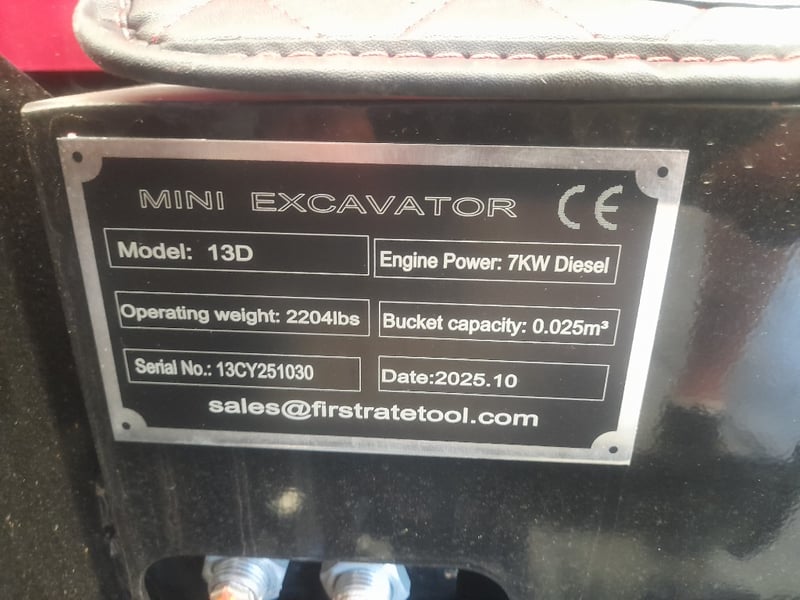 MINI EXCAVATOR CE
Model: 13D
Engine Power: 7KW Diesel
Operating weight: 2204lbs
Bucket capacity: 0.025m³
Serial No.: 13CY251030
Date:2025.10
sales@firstratetool.com